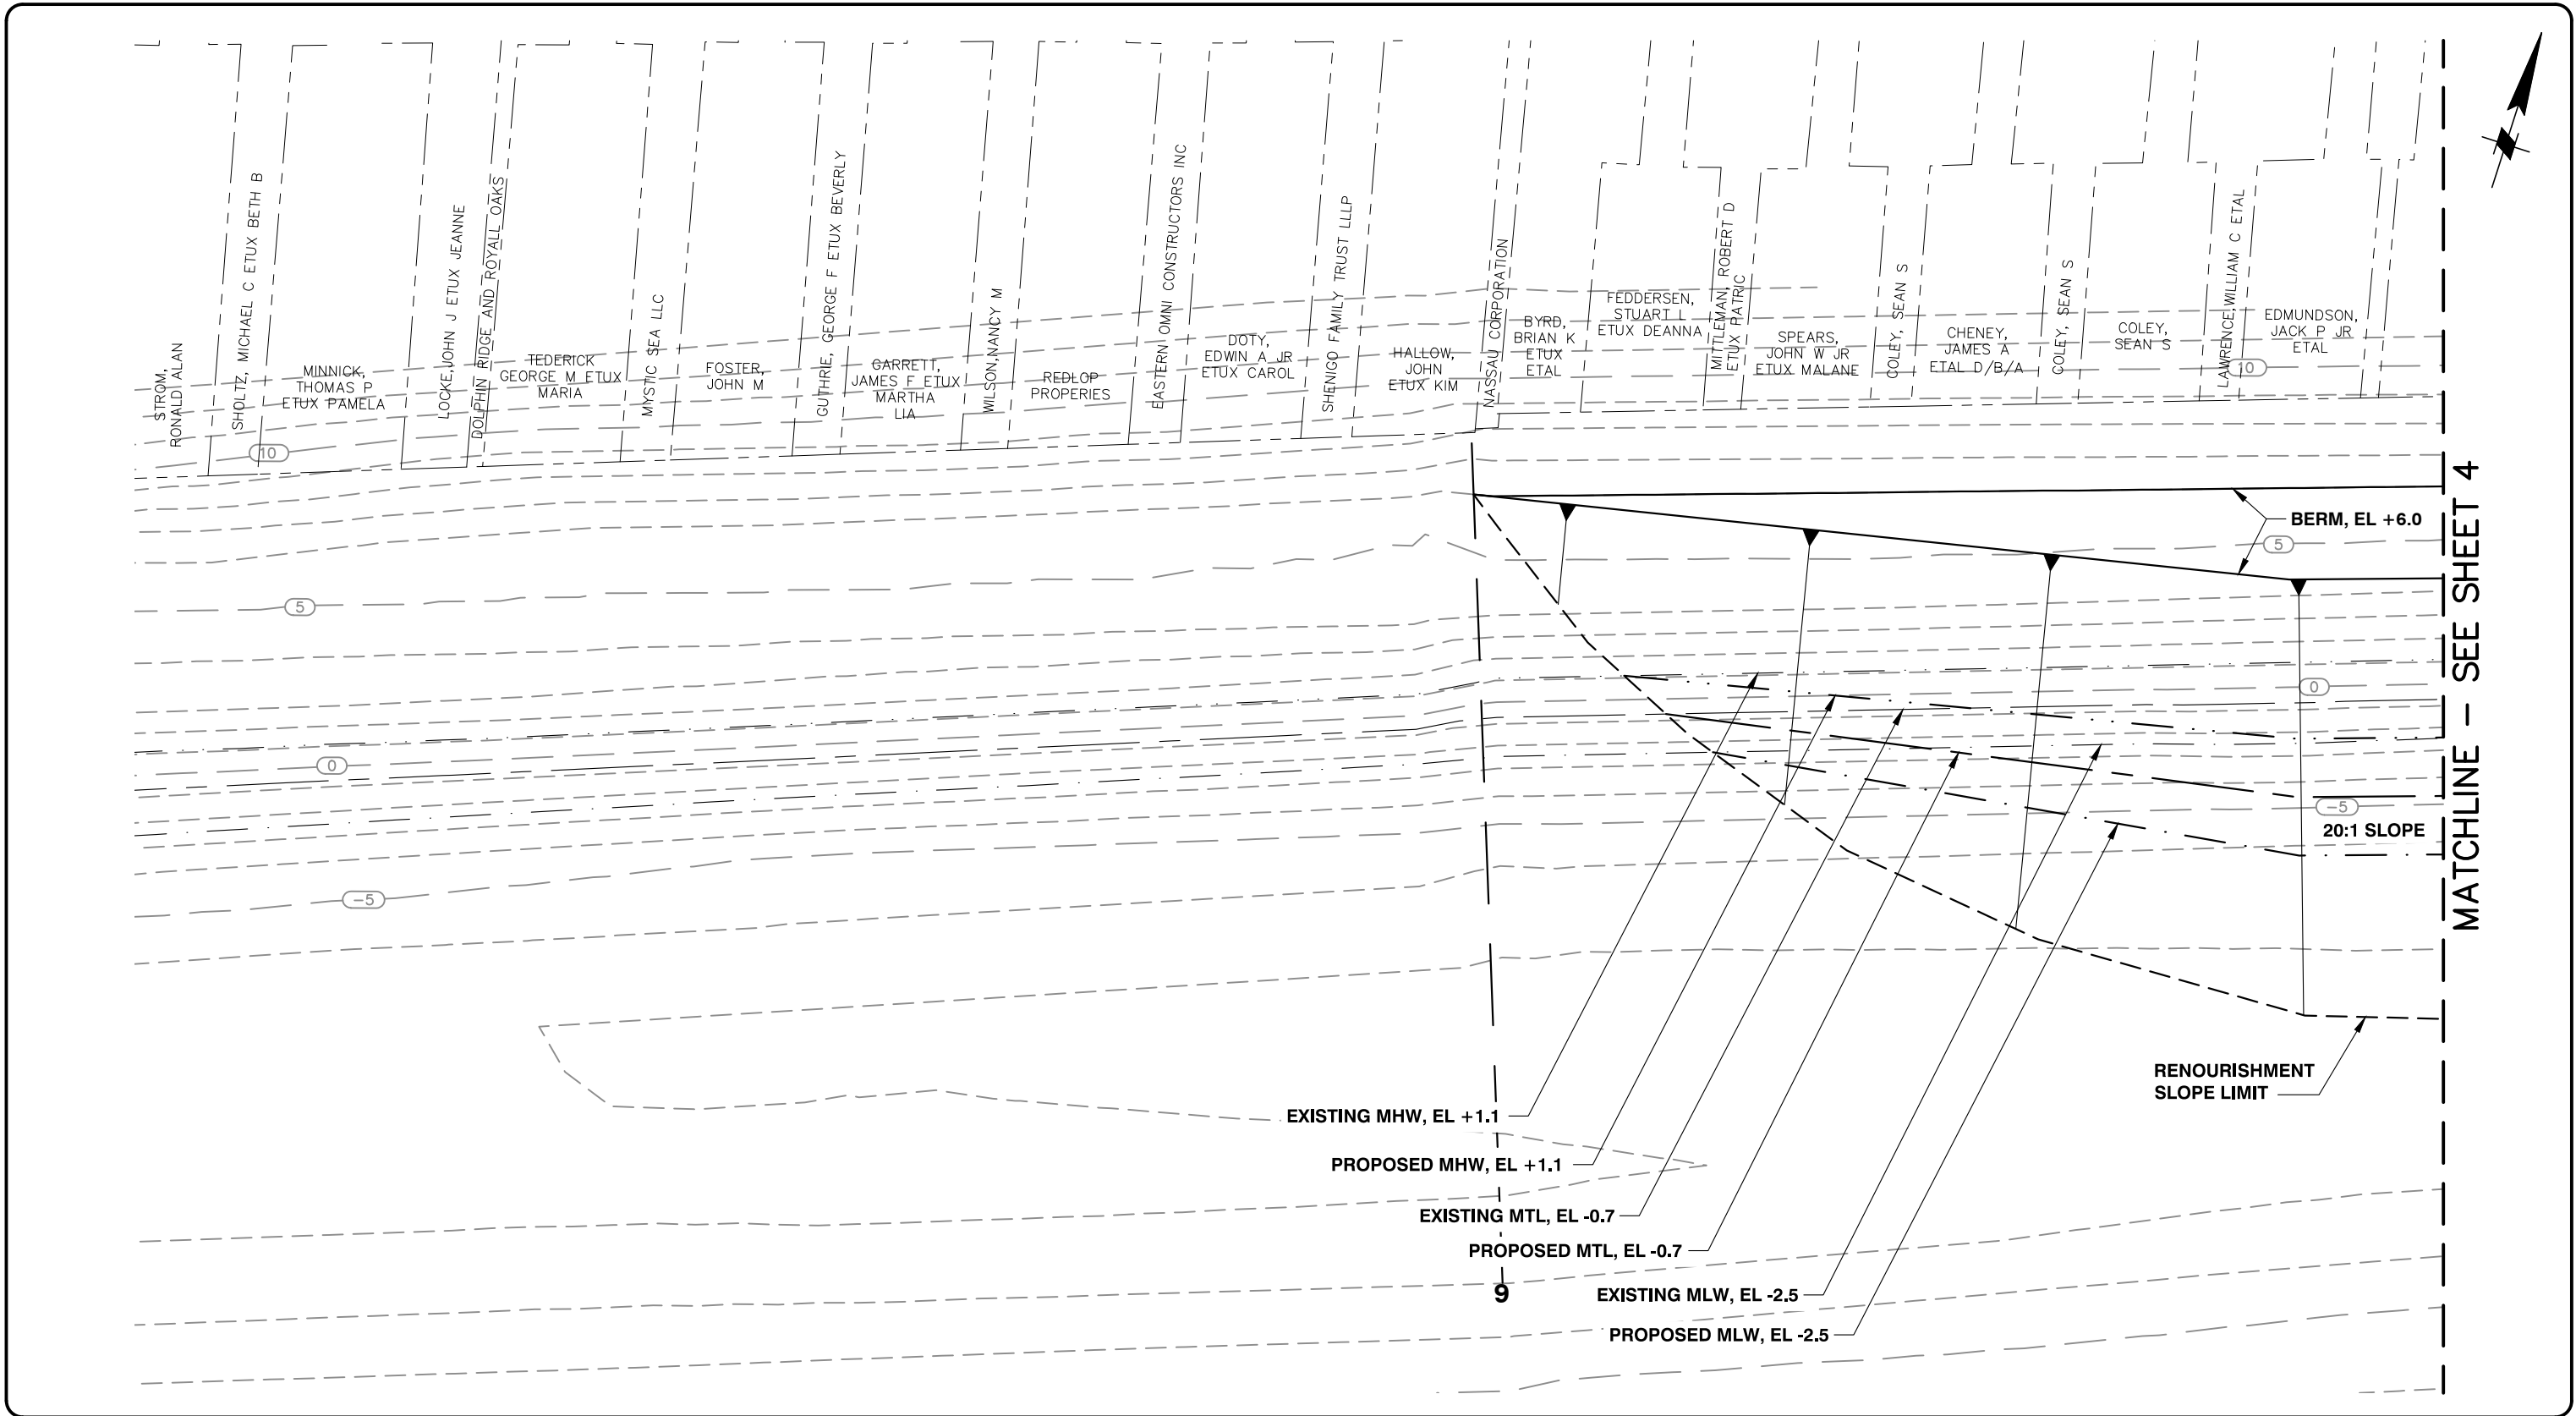 STROM,
RONALD ALAN
SHOLTZ, MICHAEL C ETUX BETH B
MINNICK,
THOMAS P
ETUX PAMELA
LOCKE,JOHN J ETUX JEANNE
DOLPHIN RIDGE AND ROYALL OAKS
TEDERICK
GEORGE M ETUX
MARIA
MYSTIC SEA LLC
FOSTER,
JOHN M
GUTHRIE, GEORGE F ETUX BEVERLY
GARRETT,
JAMES F ETUX
MARTHA
LIA
WILSON,NANCY M
REDLOP
PROPERIES
EASTERN OMNI CONSTRUCTORS INC
DOTY,
EDWIN A JR
ETUX CAROL
SHENIGO FAMILY TRUST LLLP
HALLOW,
JOHN
ETUX KIM
NASSAU CORPORATION
BYRD,
BRIAN K
ETUX
ETAL
FEDDERSEN,
STUART L
ETUX DEANNA
MITTLEMAN, ROBERT D
ETUX PATRIC
SPEARS,
JOHN W JR
ETUX MALANE
COLEY, SEAN S
CHENEY,
JAMES A
ETAL D/B/A
COLEY, SEAN S
COLEY,
SEAN S
LAWRENCE,WILLIAM C ETAL
EDMUNDSON,
JACK P JR
ETAL
10
10
BERM, EL +6.0
5
5
0
0
-5
-5
20:1 SLOPE
MATCHLINE - SEE SHEET 4
RENOURISHMENT
SLOPE LIMIT
EXISTING MHW, EL +1.1
PROPOSED MHW, EL +1.1
EXISTING MTL, EL -0.7
PROPOSED MTL, EL -0.7
9
EXISTING MLW, EL -2.5
PROPOSED MLW, EL -2.5